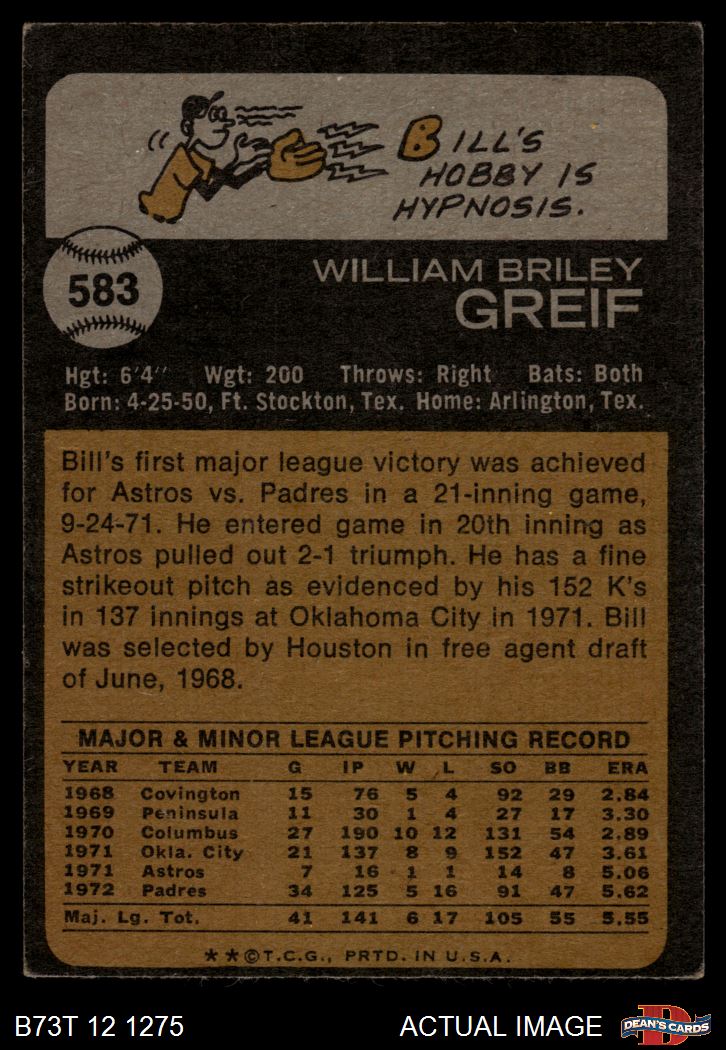 BILL'S
HOBBY IS
HYPNOSIS.
583
WILLIAM BRILEY
GREIF
Hgt: 6'4" Wgt: 200 Throws: Right Bats: Both
Born: 4-25-50, Ft. Stockton, Tex. Home: Arlington, Tex.
Bill's first major league victory was achieved
for Astros vs. Padres in a 21-inning game,
9-24-71. He entered game in 20th inning as
Astros pulled out 2-1 triumph. He has a fine
strikeout pitch as evidenced by his 152 K's
in 137 innings at Oklahoma City in 1971. Bill
was selected by Houston in free agent draft
of June, 1968.
MAJOR & MINOR LEAGUE PITCHING RECORD
YEAR TEAM G IP W L SO BB ERA
1968 Covington 15 76 5 4 92 29 2.84
1969 Peninsula 11 30 1 4 27 17 3.30
1970 Columbus 27 190 10 12 131 54 2.89
1971 Okla. City 21 137 8 9 152 47 3.61
1971 Astros 7 16 1 1 14 8 5.06
1972 Padres 34 125 5 16 91 47 5.62
Maj. Lg. Tot. 41 141 6 17 105 55 5.55
**©T.C.G., PRTD. IN U.S.A.
B73T 12 1275 ACTUAL IMAGE
D
DEAN'S CARDS